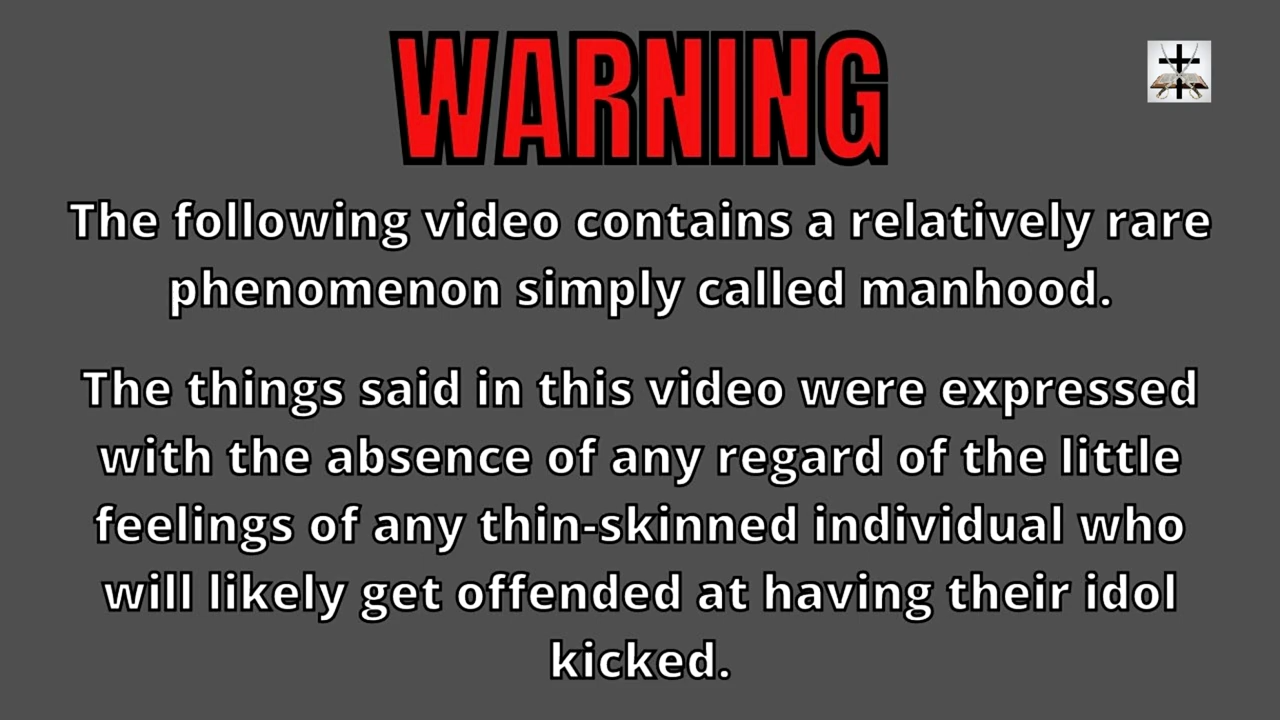 WARNING
The following video contains a relatively rare
phenomenon simply called manhood.
The things said in this video were expressed
with the absence of any regard of the little
feelings of any thin-skinned individual who
will likely get offended at having their idol
kicked.